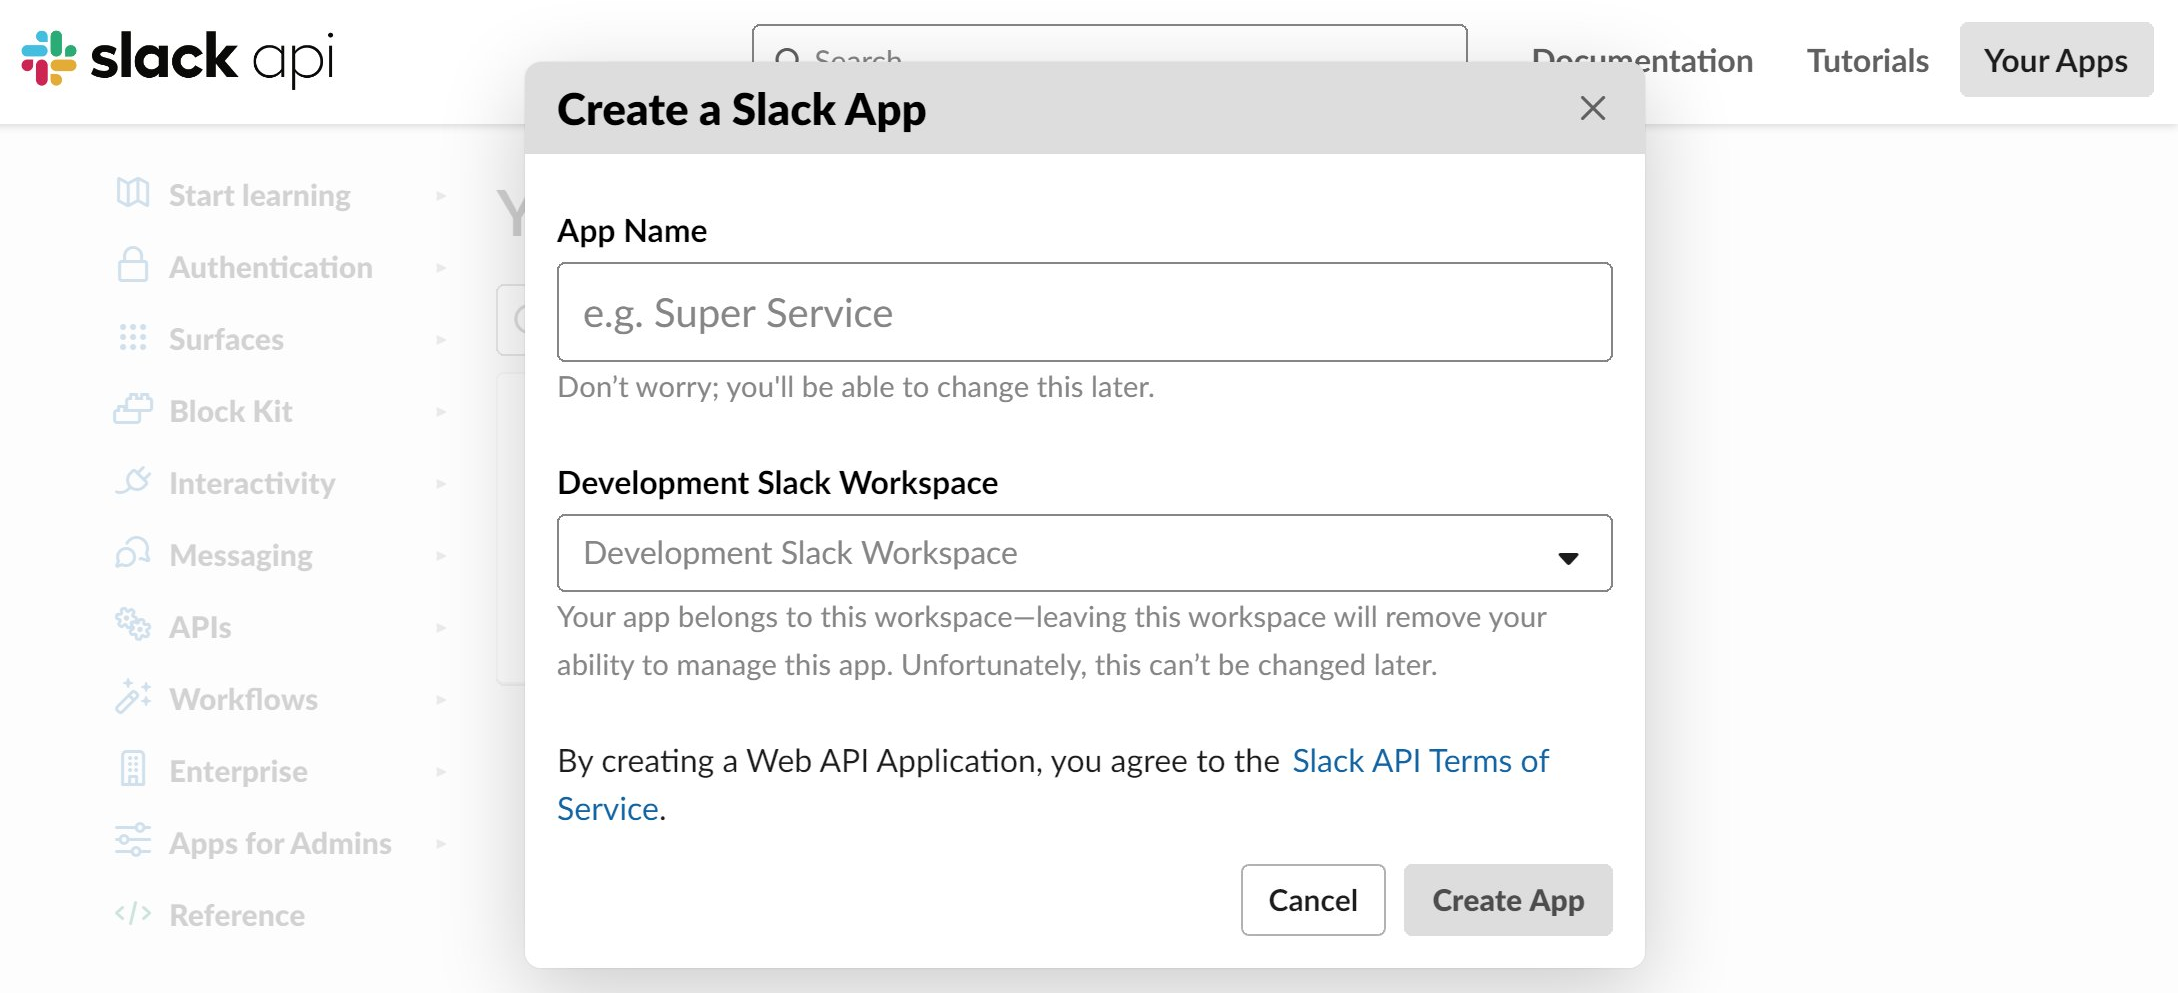 slack api
Search
Documentation
Tutorials
Your Apps
Create a Slack App
Start learning
Authentication
Surfaces
Block Kit
Interactivity
Messaging
APIs
Workflows
Enterprise
Apps for Admins
Reference
App Name
e.g. Super Service
Don’t worry; you'll be able to change this later.
Development Slack Workspace
Development Slack Workspace
Your app belongs to this workspace—leaving this workspace will remove your
ability to manage this app. Unfortunately, this can’t be changed later.
By creating a Web API Application, you agree to the Slack API Terms of
Service.
Cancel
Create App